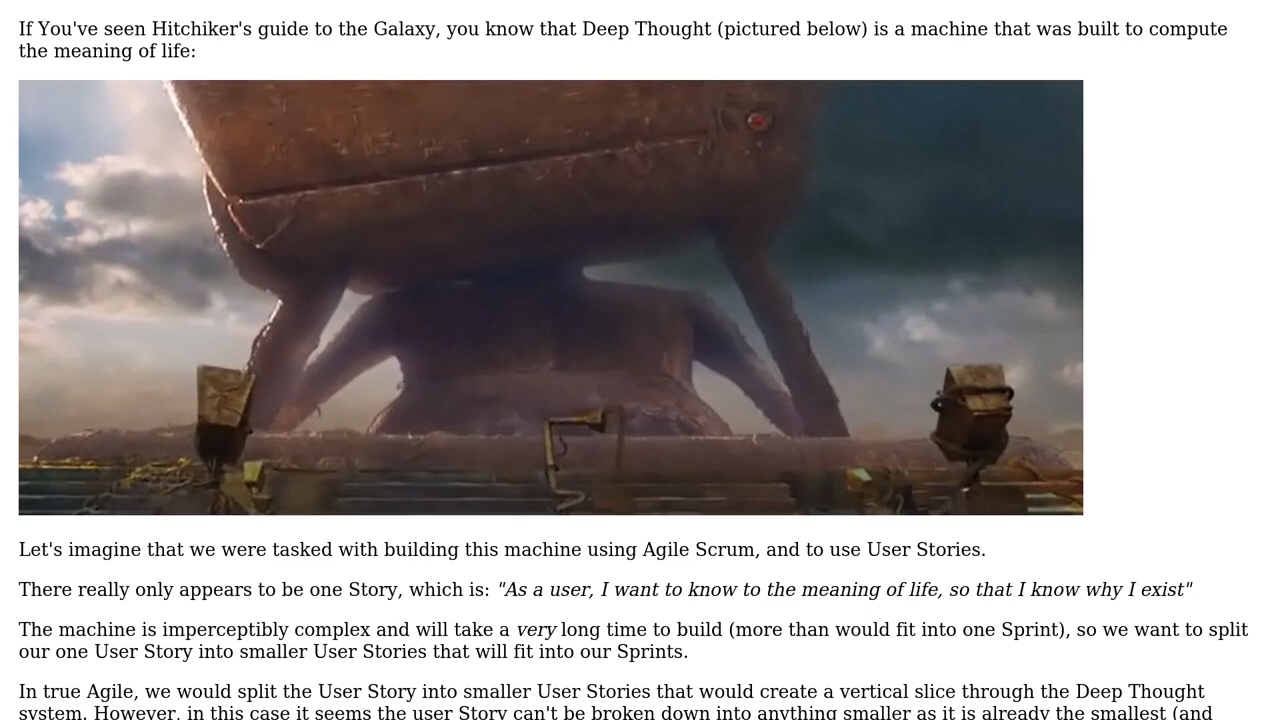 If You've seen Hitchiker's guide to the Galaxy, you know that Deep Thought (pictured below) is a machine that was built to compute
the meaning of life:
Let's imagine that we were tasked with building this machine using Agile Scrum, and to use User Stories.
There really only appears to be one Story, which is: "As a user, I want to know to the meaning of life, so that I know why I exist"
The machine is imperceptibly complex and will take a very long time to build (more than would fit into one Sprint), so we want to split
our one User Story into smaller User Stories that will fit into our Sprints.
In true Agile, we would split the User Story into smaller User Stories that would create a vertical slice through the Deep Thought
system. However, in this case it seems the user Story can't be broken down into anything smaller as it is already the smallest (and